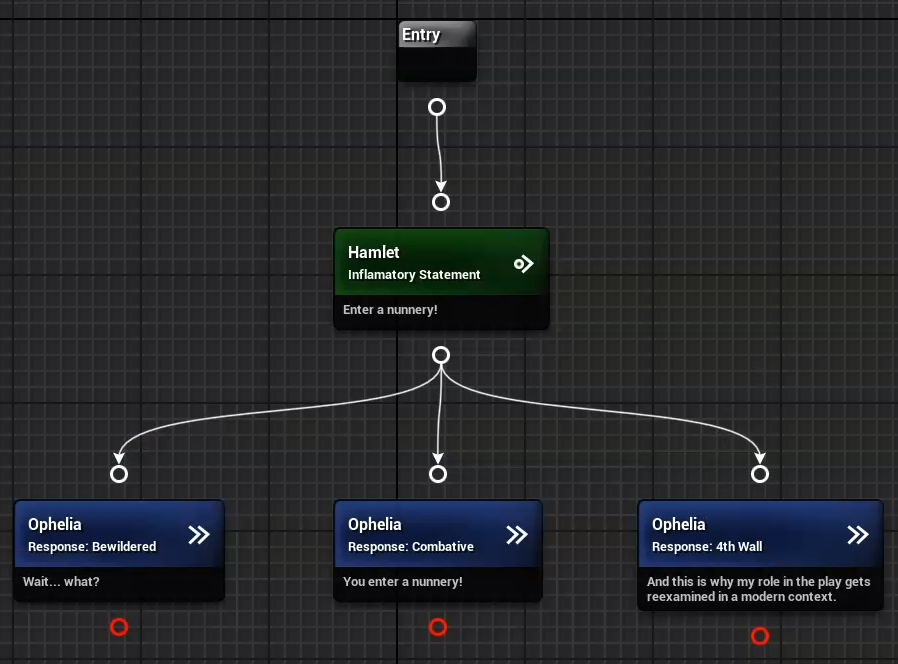 Entry
Hamlet
Inflamatory Statement
Enter a nunnery!
Ophelia
Response: Bewildered
Wait... what?
Ophelia
Response: Combative
You enter a nunnery!
Ophelia
Response: 4th Wall
And this is why my role in the play gets
reexamined in a modern context.